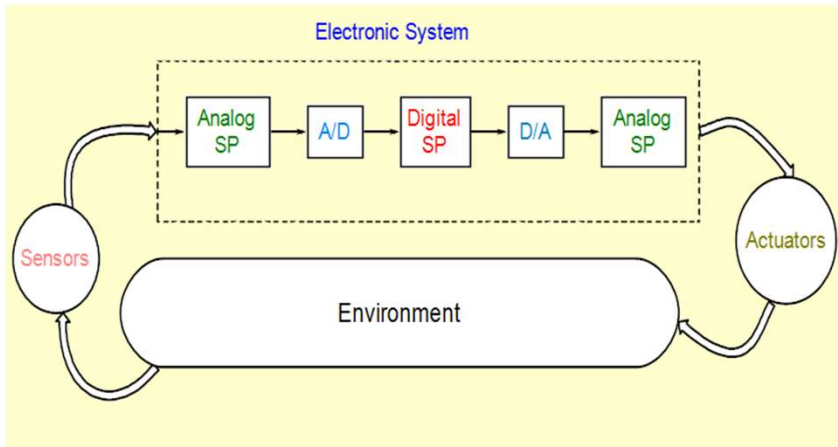 Electronic System
Analog
SP
A/D
Digital
SP
D/A
Analog
SP
Sensors
Actuators
Environment